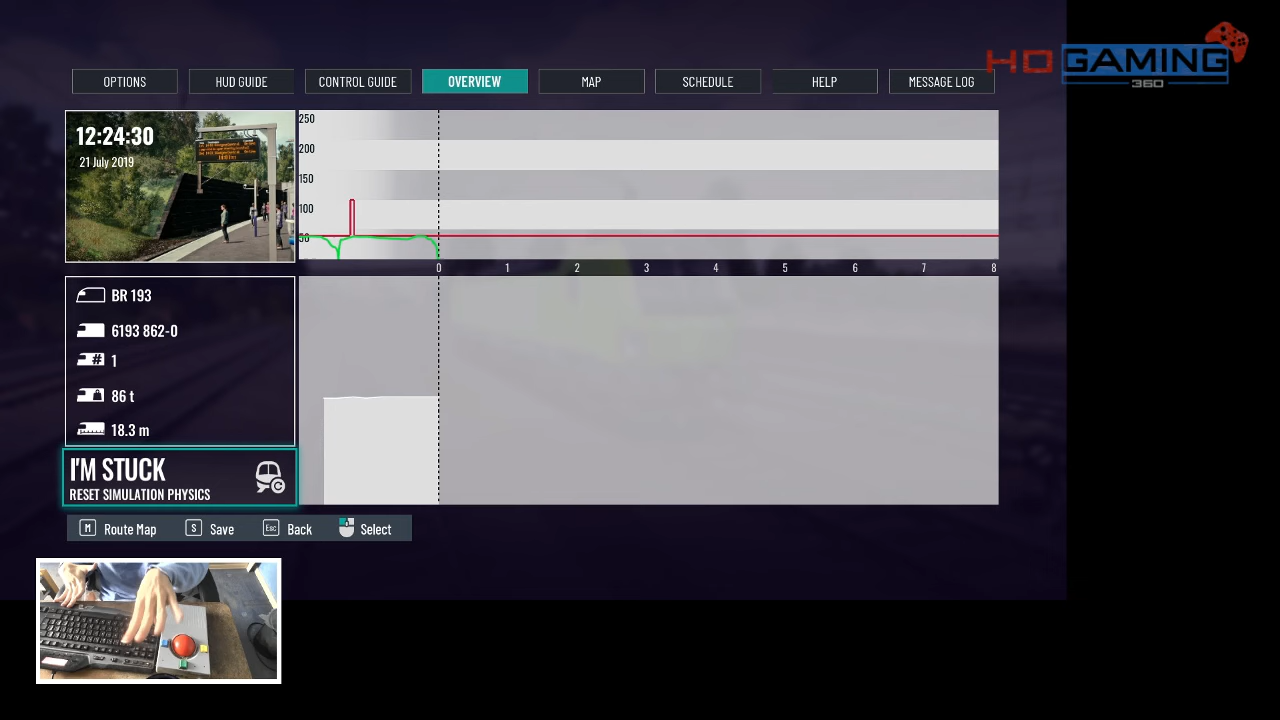 HD GAMING
360
OPTIONS
HUD GUIDE
CONTROL GUIDE
OVERVIEW
MAP
SCHEDULE
HELP
MESSAGE LOG
12:24:30
21 July 2019
250
200
150
100
50
0 1 2 3 4 5 6 7 8
BR 193
6193 862-0
# 1
86 t
18.3 m
I'M STUCK
RESET SIMULATION PHYSICS
M Route Map S Save Esc Back Select